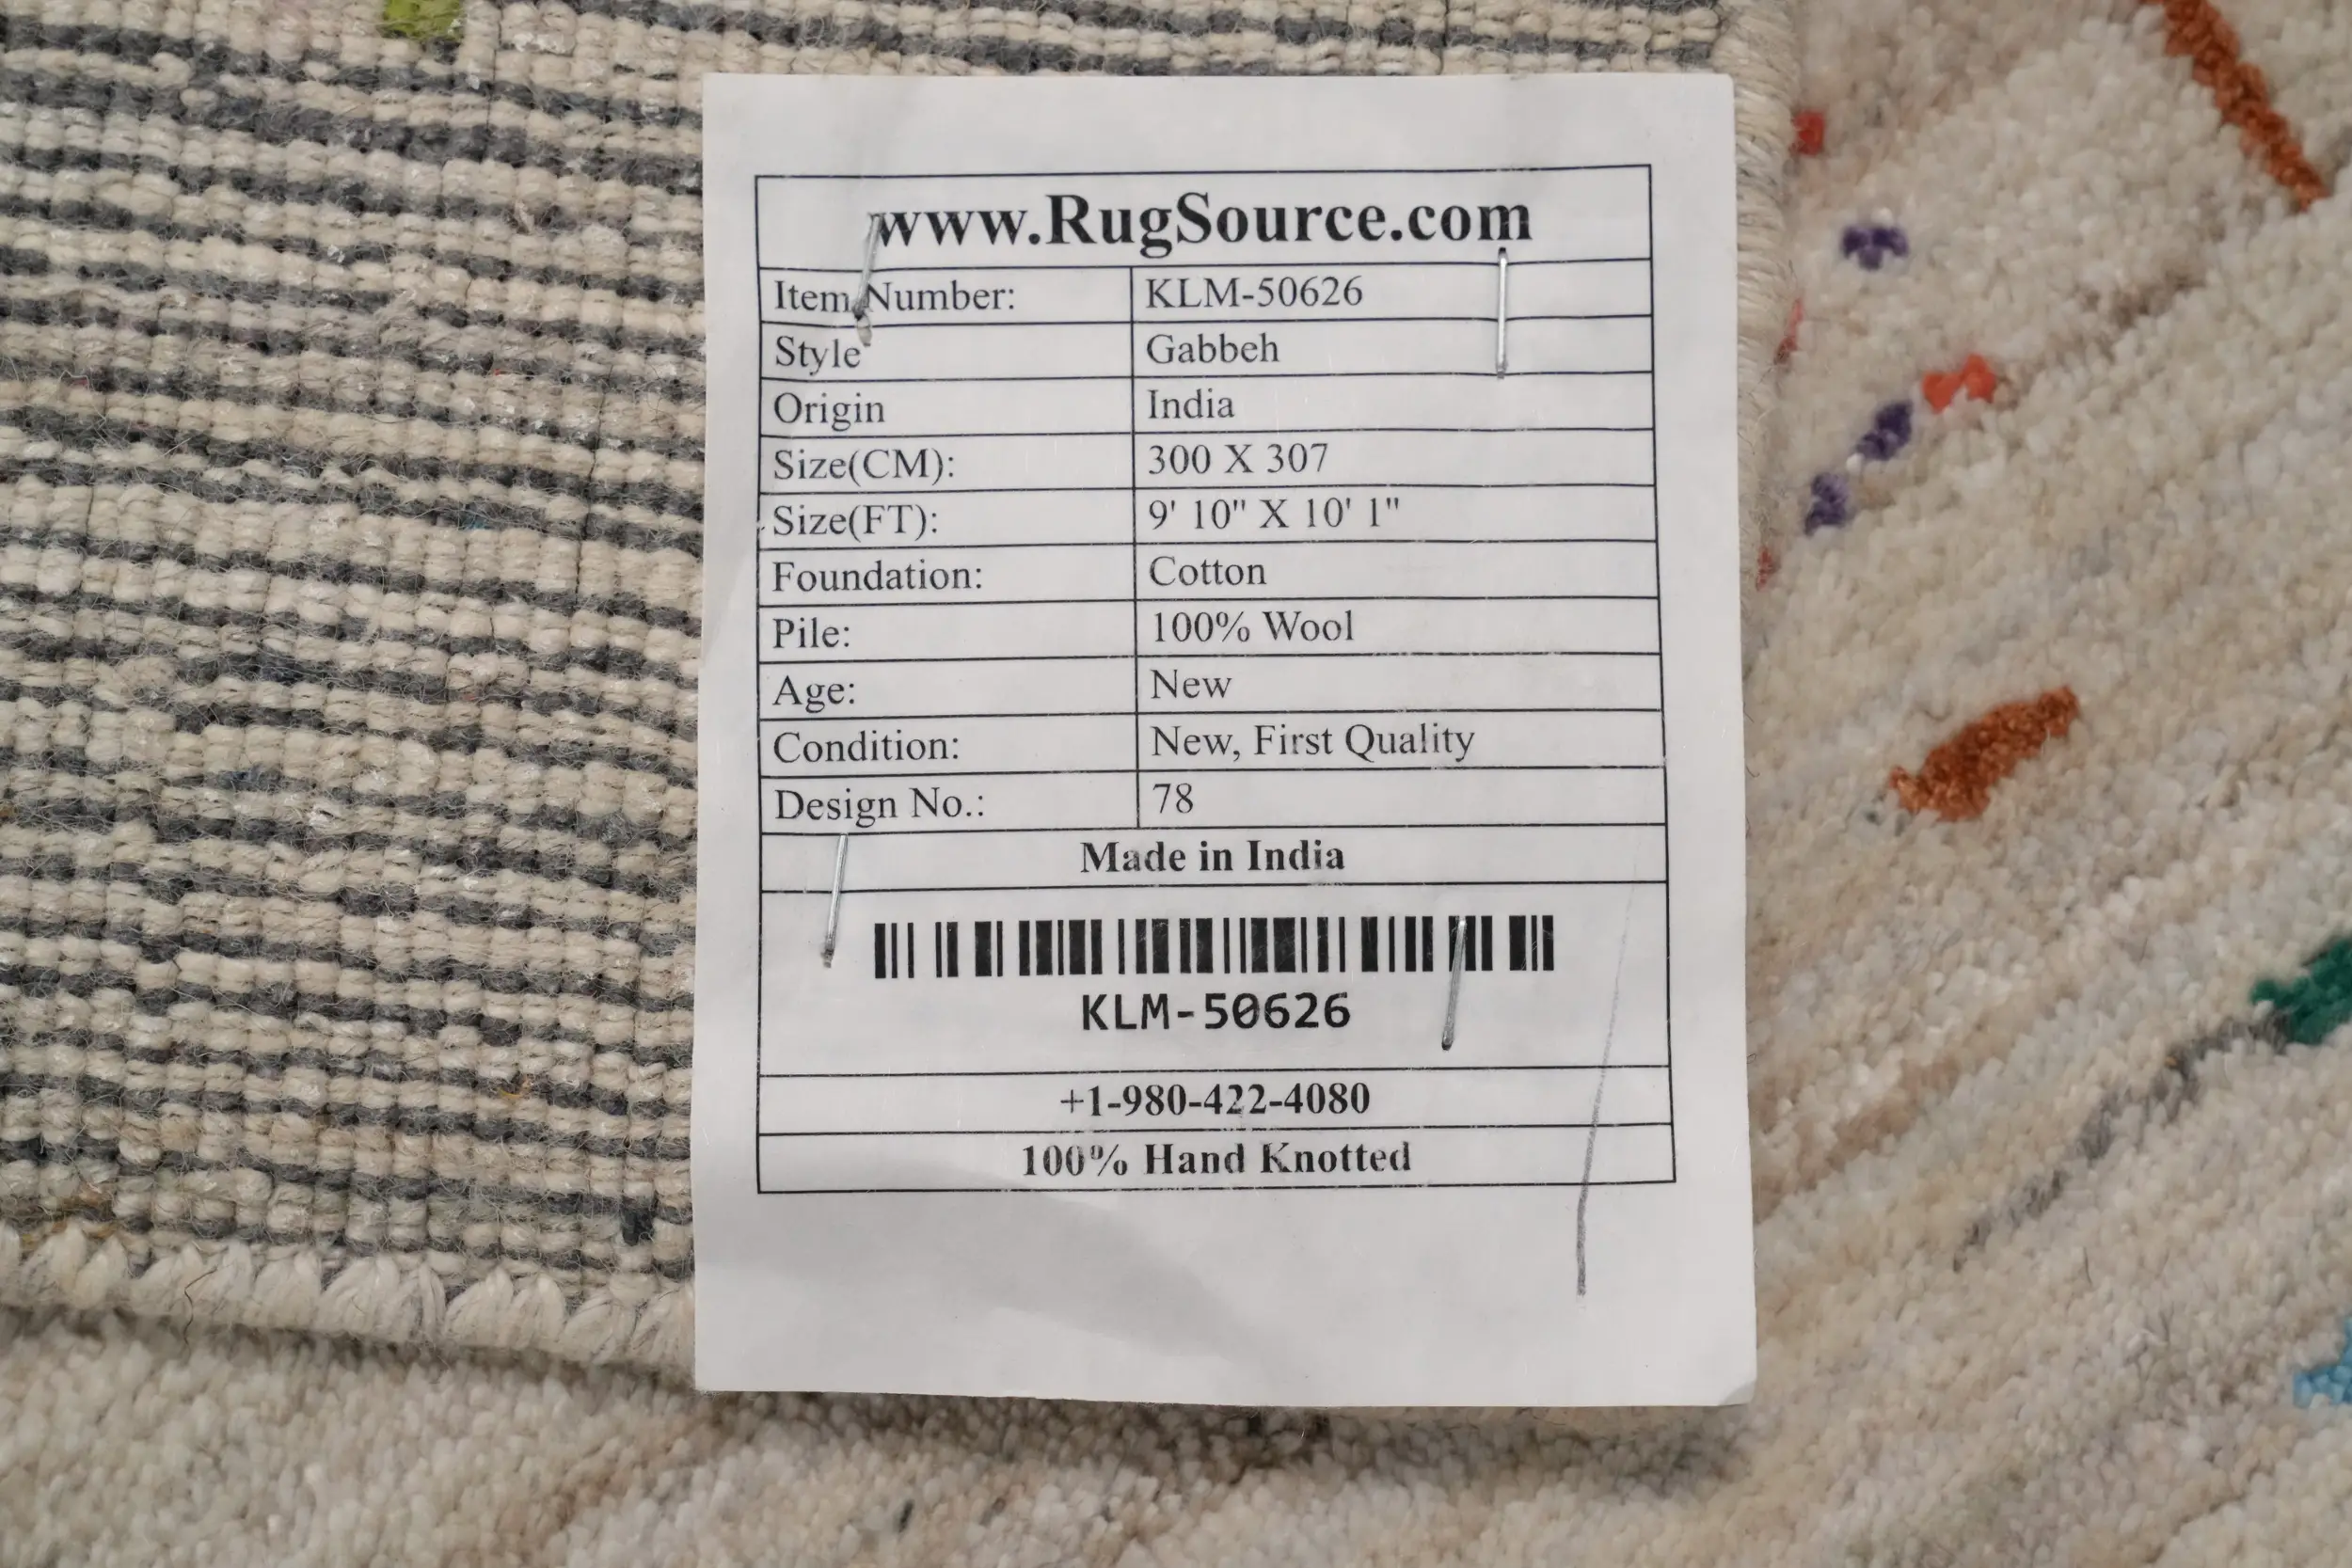 www.RugSource.com
Item Number: KLM-50626
Style Gabbeh
Origin India
Size(CM): 300 X 307
Size(FT): 9' 10" X 10' 1"
Foundation: Cotton
Pile: 100% Wool
Age: New
Condition: New, First Quality
Design No.: 78
Made in India
KLM-50626
+1-980-422-4080
100% Hand Knotted